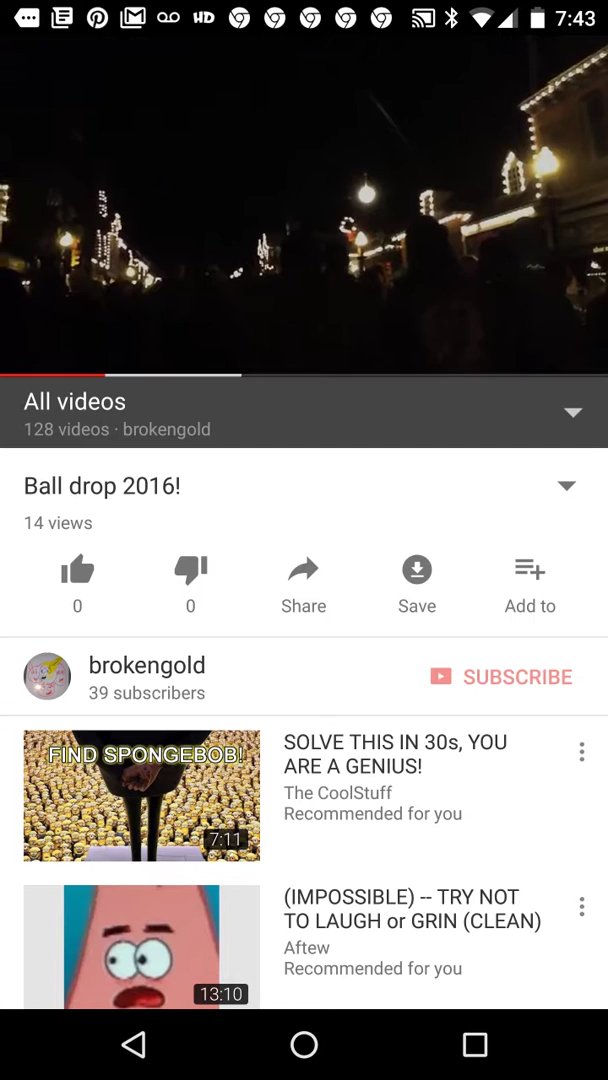 HD 7:43
All videos
128 videos · brokengold
Ball drop 2016!
14 views
0 0 Share Save Add to
brokengold
39 subscribers
SUBSCRIBE
FIND SPONGEBOB!
7:11
SOLVE THIS IN 30s, YOU
ARE A GENIUS!
The CoolStuff
Recommended for you
13:10
(IMPOSSIBLE) -- TRY NOT
TO LAUGH or GRIN (CLEAN)
Aftew
Recommended for you